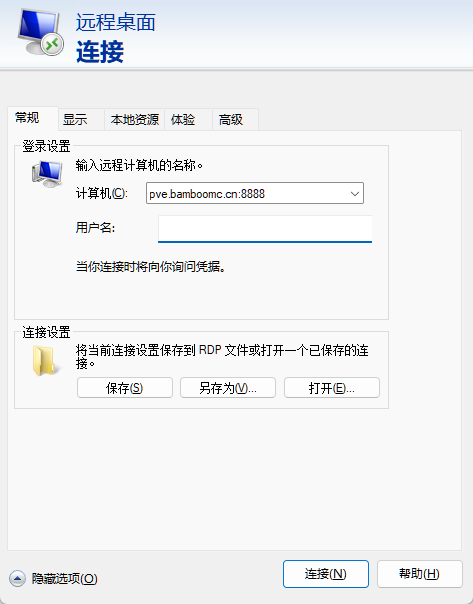 远程桌面
连接
常规 显示 本地资源 体验 高级
登录设置
输入远程计算机的名称。
计算机(C): pve.bamboomc.cn:8888
用户名:
当你连接时将向你询问凭据。
连接设置
将当前连接设置保存到 RDP 文件或打开一个已保存的连
接。
保存(S) 另存为(V)... 打开(E)...
隐藏选项(O) 连接(N) 帮助(H)